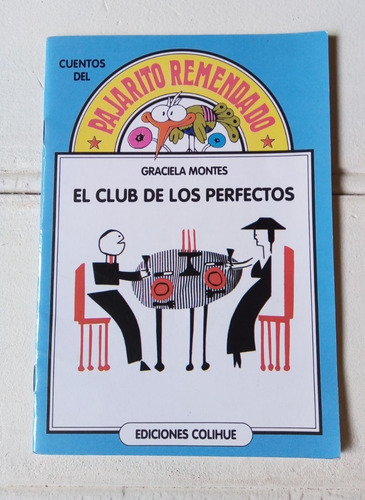 CUENTOS
DEL
PAJARITO REMENDADO
GRACIELA MONTES
EL CLUB DE LOS PERFECTOS
EDICIONES COLIHUE